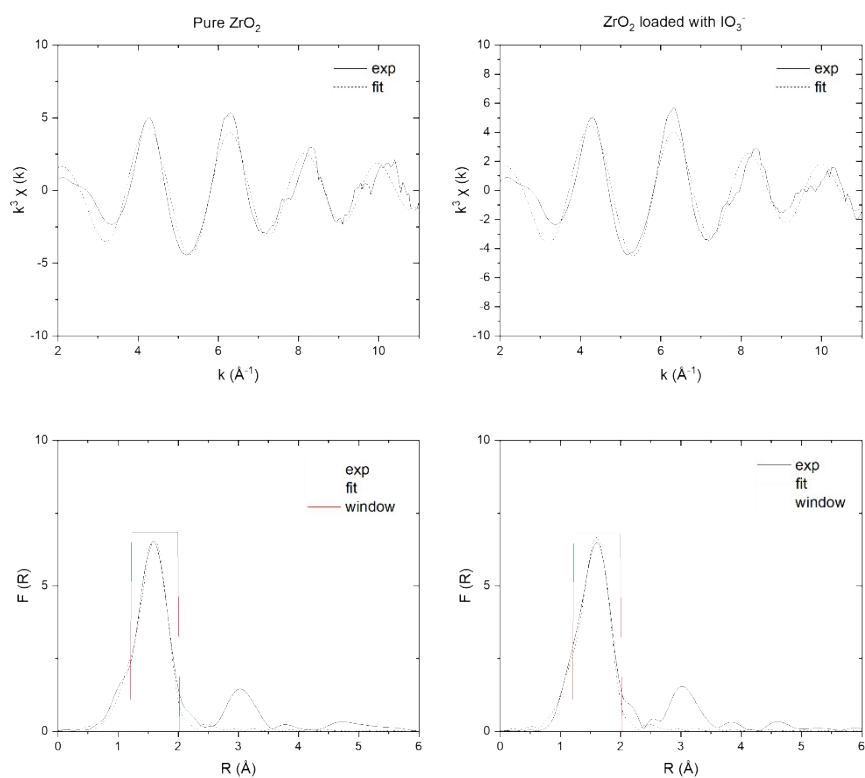 Pure ZrO₂
10
5
0
-5
-10
k³ χ (k)
exp
fit
2
4
6
8
10
k (Å⁻¹)
ZrO₂ loaded with IO₃⁻
10
8
6
4
2
0
-2
-4
-6
-8
-10
k³ χ (k)
exp
fit
2
4
6
8
10
k (Å⁻¹)
10
5
0
F (R)
exp
fit
window
0
1
2
3
4
5
6
R (Å)
10
5
0
F (R)
exp
fit
window
0
1
2
3
4
5
6
R (Å)